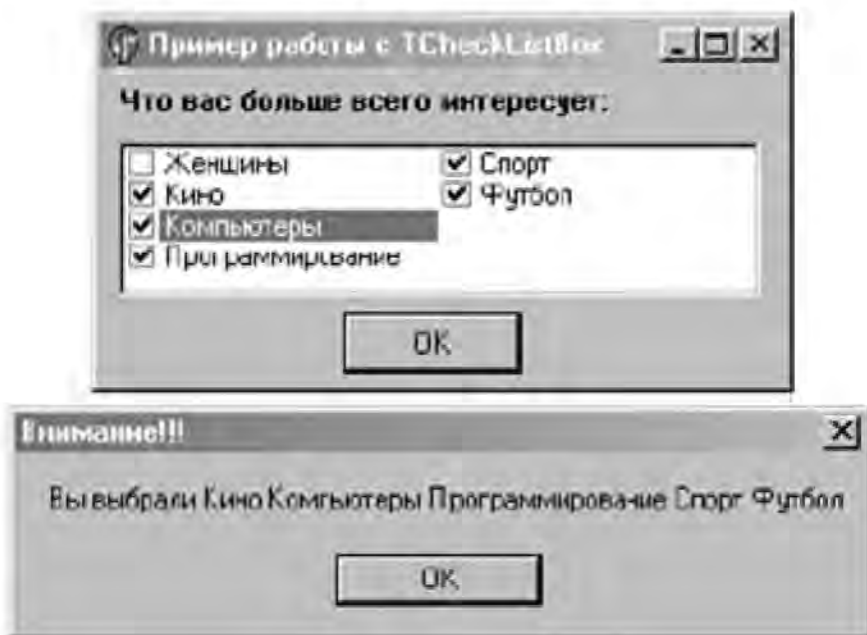 Пример работы с TCheckListBox
Что вас больше всего интересует:
Женщины
Кино
Компьютеры
Программирование
Спорт
Футбол
OK
Внимание!!!
Вы выбрали Кино Компьютеры Программирование Спорт Футбол
OK